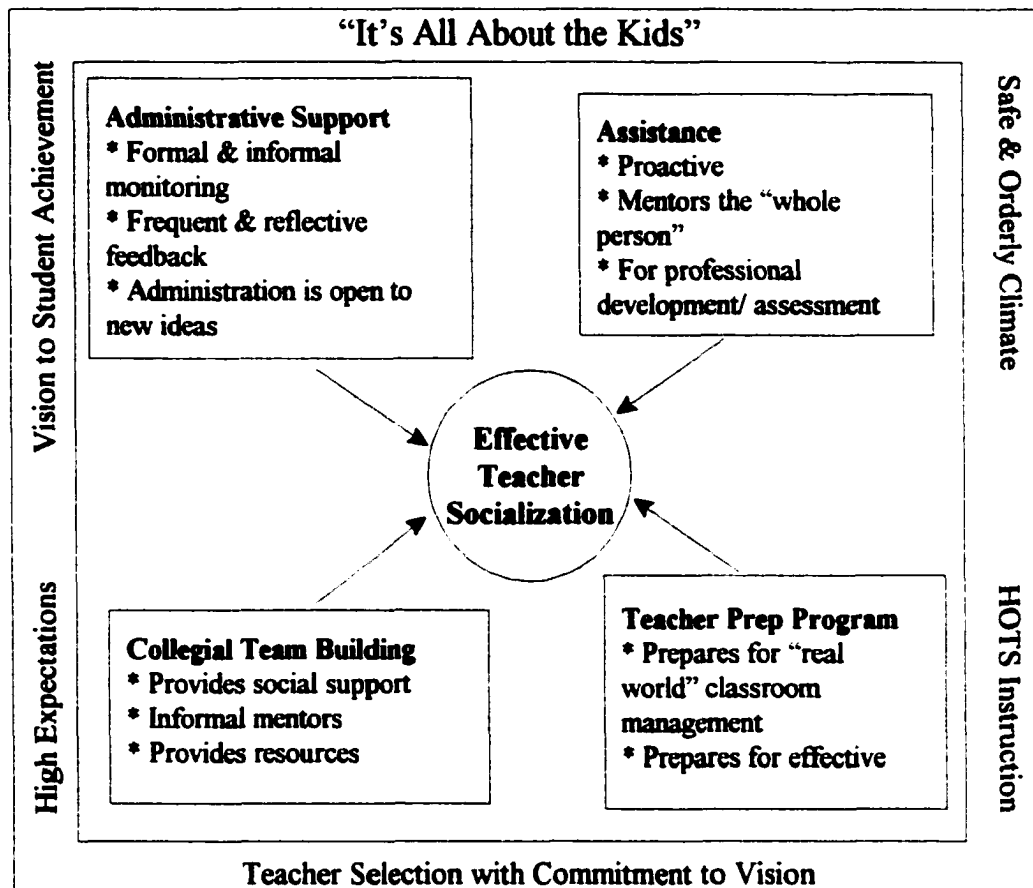 “It's All About the Kids”
Vision to Student Achievement
High Expectations
Administrative Support
* Formal & informal
monitoring
* Frequent & reflective
feedback
* Administration is open to
new ideas
Assistance
* Proactive
* Mentors the “whole
person”
* For professional
development/ assessment
Effective
Teacher
Socialization
Collegial Team Building
* Provides social support
* Informal mentors
* Provides resources
Teacher Prep Program
* Prepares for “real
world” classroom
management
* Prepares for effective
Safe & Orderly Climate
HOTS Instruction
Teacher Selection with Commitment to Vision